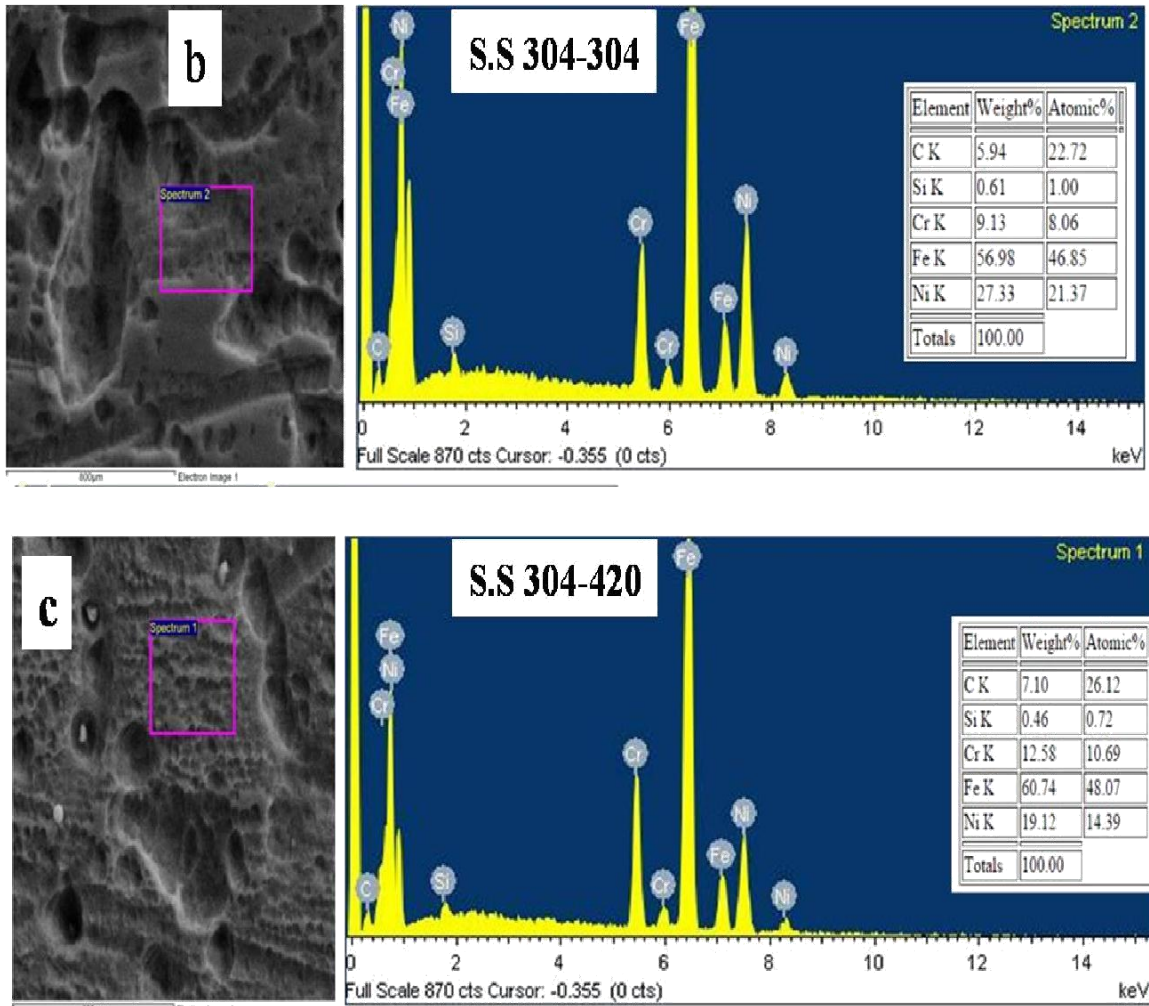 b
Spectrum 2
800µm Electron Image 1
S.S 304-304
Spectrum 2
Ni
Cr
Fe
C
Si
Cr
Cr
Fe
Fe
Ni
Ni
0 2 4 6 8 10 12 14
Full Scale 870 cts Cursor: -0.355 (0 cts) keV
Element Weight% Atomic%
C K 5.94 22.72
Si K 0.61 1.00
Cr K 9.13 8.06
Fe K 56.98 46.85
Ni K 27.33 21.37
Totals 100.00
c
Spectrum 1
S.S 304-420
Spectrum 1
Fe
Ni
Cr
C
Si
Cr
Cr
Fe
Fe
Ni
Ni
0 2 4 6 8 10 12 14
Full Scale 870 cts Cursor: -0.355 (0 cts) keV
Element Weight% Atomic%
C K 7.10 26.12
Si K 0.46 0.72
Cr K 12.58 10.69
Fe K 60.74 48.07
Ni K 19.12 14.39
Totals 100.00